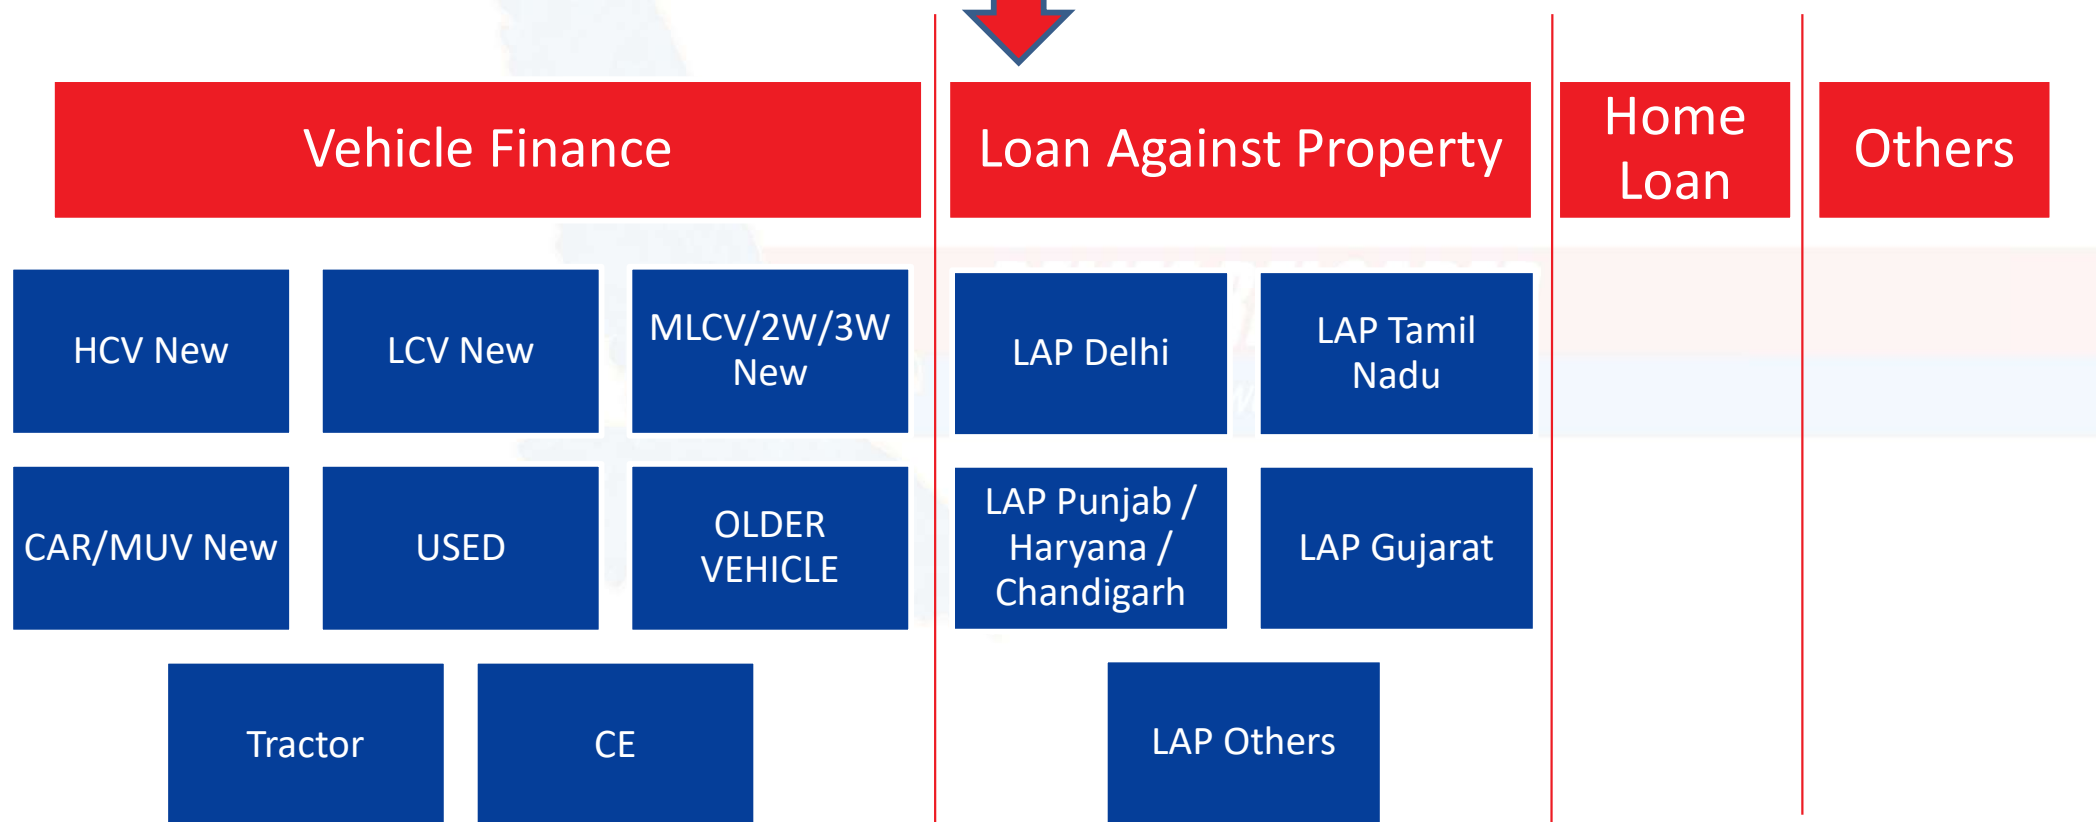 Vehicle Finance
Loan Against Property
Home
Loan
Others
HCV New
LCV New
MLCV/2W/3W
New
LAP Delhi
LAP Tamil
Nadu
CAR/MUV New
USED
OLDER
VEHICLE
LAP Punjab /
Haryana /
Chandigarh
LAP Gujarat
Tractor
CE
LAP Others